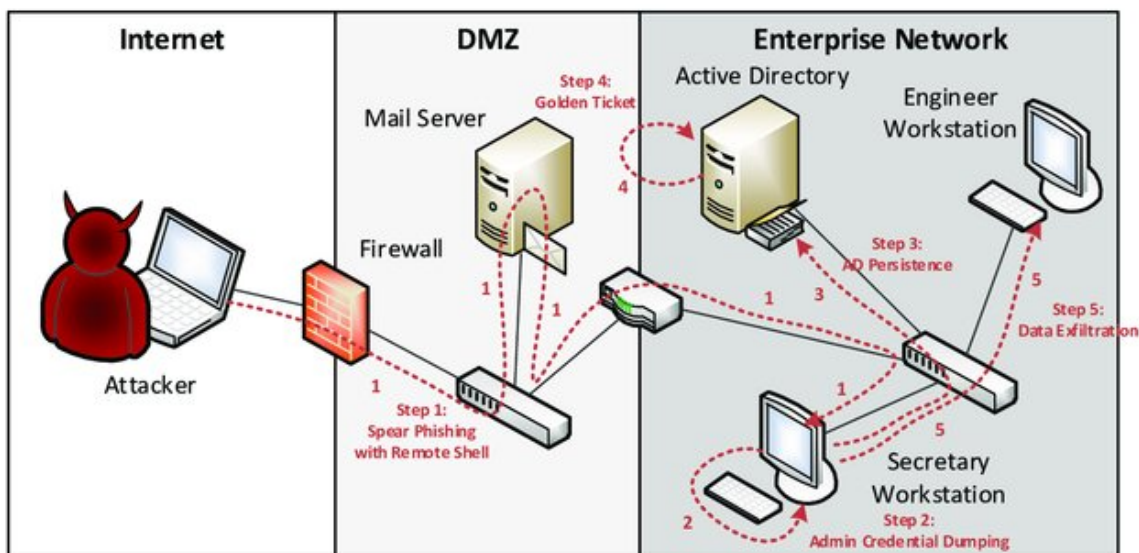 Internet
DMZ
Enterprise Network
Step 4:
Golden Ticket
Active Directory
Engineer
Workstation
Mail Server
4
Firewall
Step 3:
AD Persistence
1
1
1
3
5
Step 5:
Data Exfiltration
Attacker
1
Step 1:
Spear Phishing
with Remote Shell
1
5
Secretary
Workstation
2
Step 2:
Admin Credential Dumping